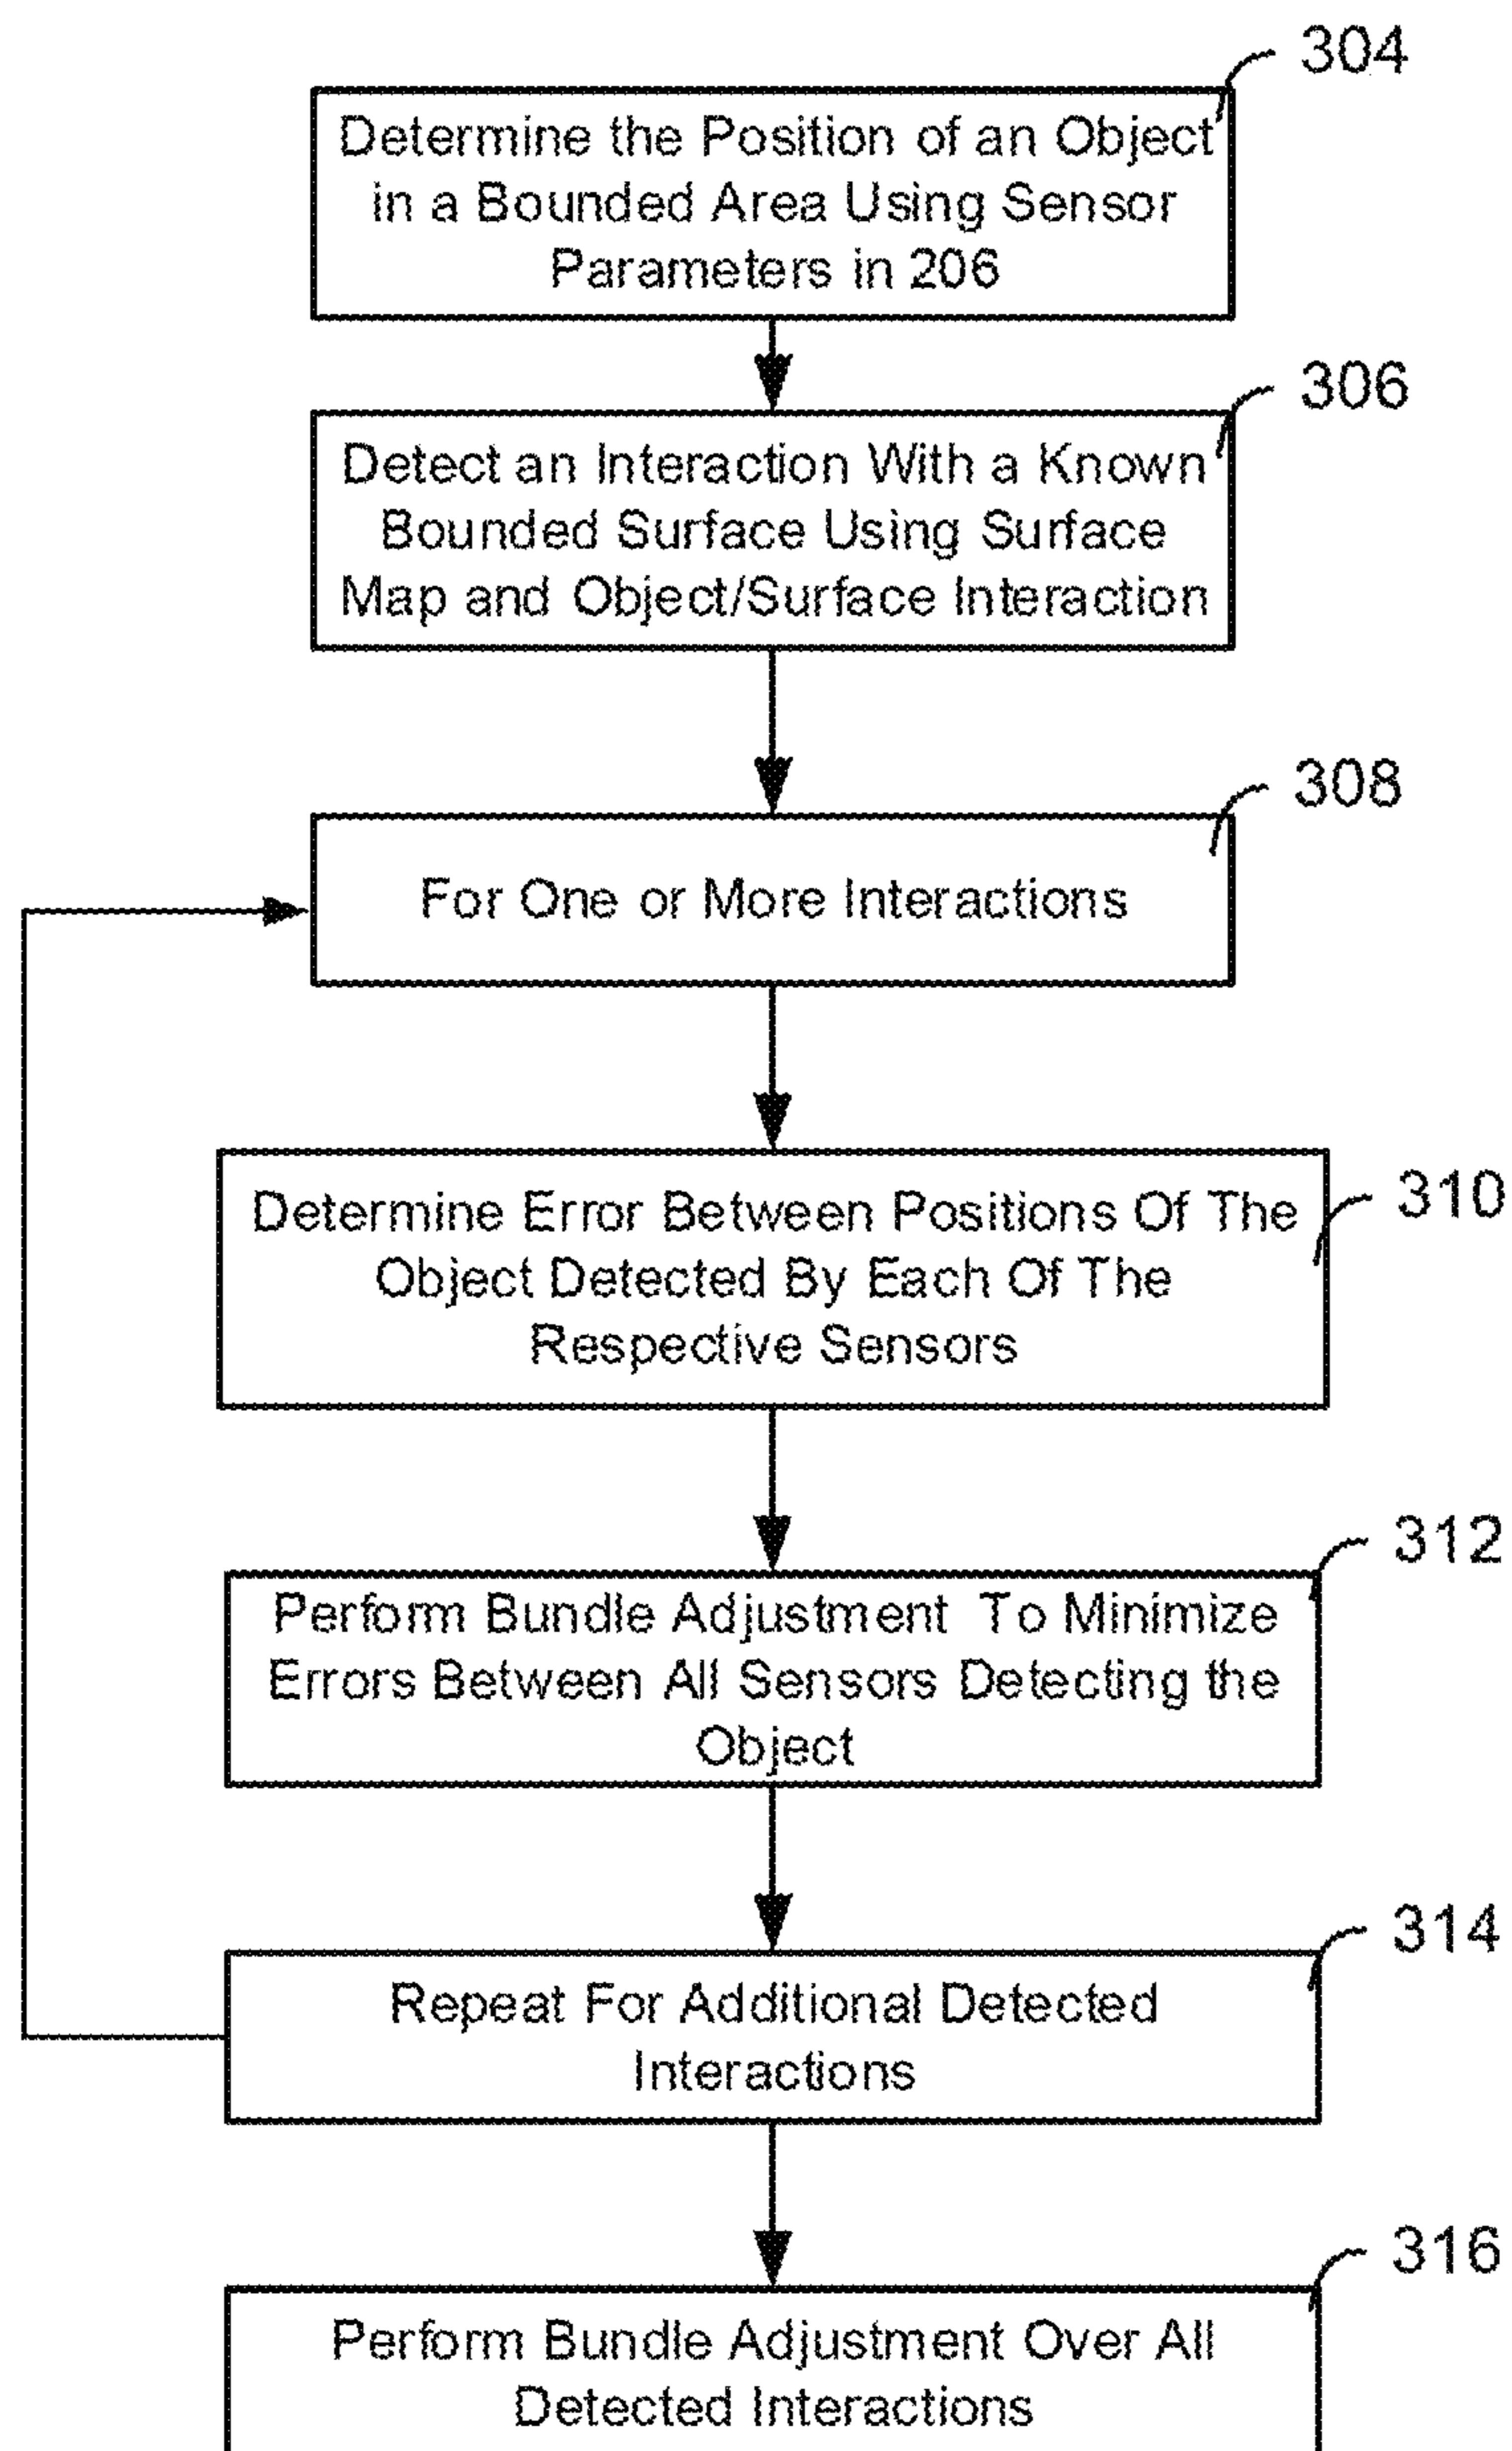 304
Determine the Position of an Object
in a Bounded Area Using Sensor
Parameters in 206
306
Detect an Interaction With a Known
Bounded Surface Using Surface
Map and Object/Surface Interaction
308
For One or More Interactions
310
Determine Error Between Positions Of The
Object Detected By Each Of The
Respective Sensors
312
Perform Bundle Adjustment To Minimize
Errors Between All Sensors Detecting the
Object
314
Repeat For Additional Detected
Interactions
316
Perform Bundle Adjustment Over All
Detected Interactions